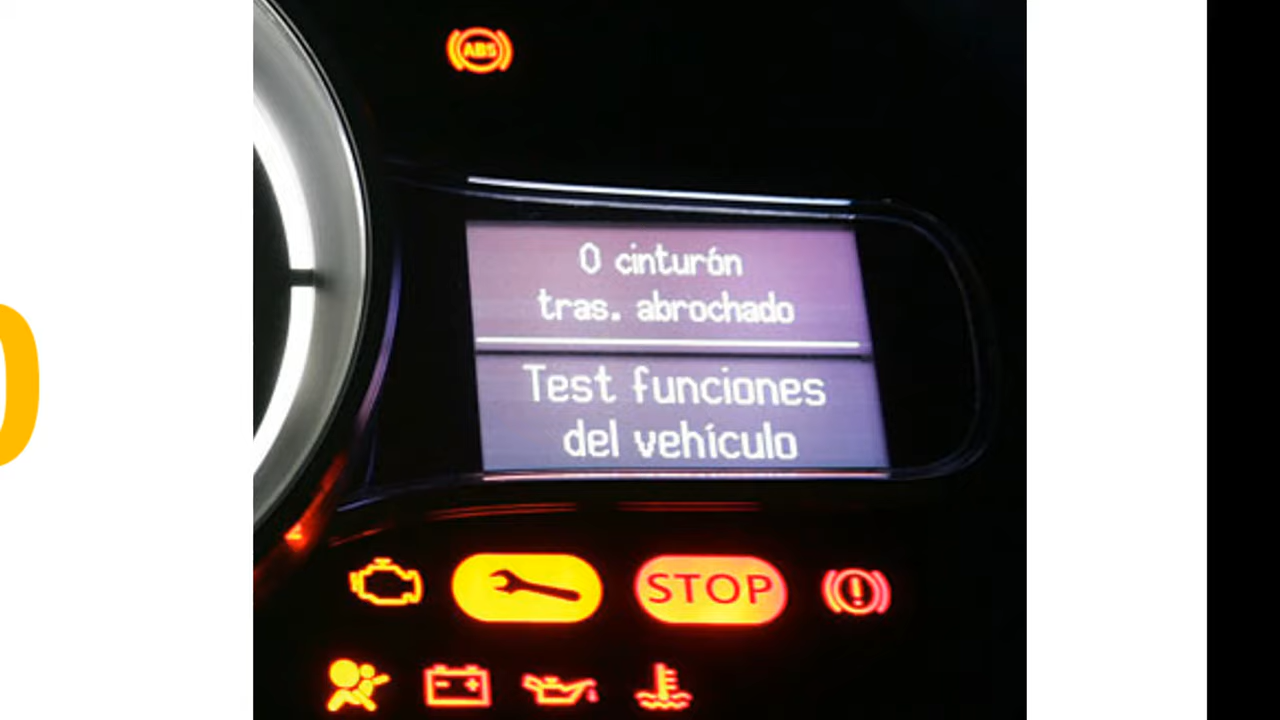 ABS
0 cinturón
tras. abrochado
Test funciones
del vehículo
STOP